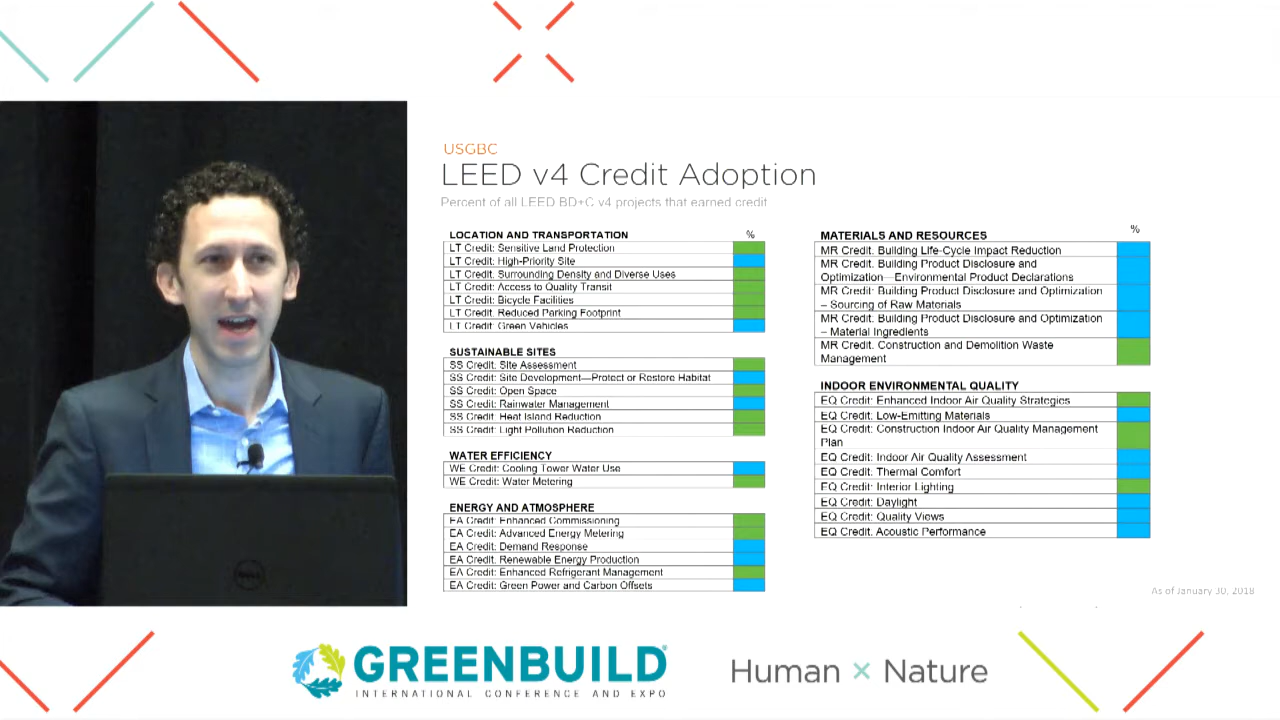 USGBC
LEED v4 Credit Adoption
Percent of all LEED BD+C v4 projects that earned credit
LOCATION AND TRANSPORTATION %
LT Credit: Sensitive Land Protection
LT Credit: High-Priority Site
LT Credit: Surrounding Density and Diverse Uses
LT Credit: Access to Quality Transit
LT Credit: Bicycle Facilities
LT Credit: Reduced Parking Footprint
LT Credit: Green Vehicles
SUSTAINABLE SITES
SS Credit: Site Assessment
SS Credit: Site Development—Protect or Restore Habitat
SS Credit: Open Space
SS Credit: Rainwater Management
SS Credit: Heat Island Reduction
SS Credit: Light Pollution Reduction
WATER EFFICIENCY
WE Credit: Cooling Tower Water Use
WE Credit: Water Metering
ENERGY AND ATMOSPHERE
EA Credit: Enhanced Commissioning
EA Credit: Advanced Energy Metering
EA Credit: Demand Response
EA Credit: Renewable Energy Production
EA Credit: Enhanced Refrigerant Management
EA Credit: Green Power and Carbon Offsets
MATERIALS AND RESOURCES %
MR Credit: Building Life-Cycle Impact Reduction
MR Credit: Building Product Disclosure and
Optimization—Environmental Product Declarations
MR Credit: Building Product Disclosure and Optimization
– Sourcing of Raw Materials
MR Credit: Building Product Disclosure and Optimization
– Material Ingredients
MR Credit: Construction and Demolition Waste
Management
INDOOR ENVIRONMENTAL QUALITY
EQ Credit: Enhanced Indoor Air Quality Strategies
EQ Credit: Low-Emitting Materials
EQ Credit: Construction Indoor Air Quality Management
Plan
EQ Credit: Indoor Air Quality Assessment
EQ Credit: Thermal Comfort
EQ Credit: Interior Lighting
EQ Credit: Daylight
EQ Credit: Quality Views
EQ Credit: Acoustic Performance
As of January 30, 2018
DELL
GREENBUILD
INTERNATIONAL CONFERENCE AND EXPO
Human × Nature